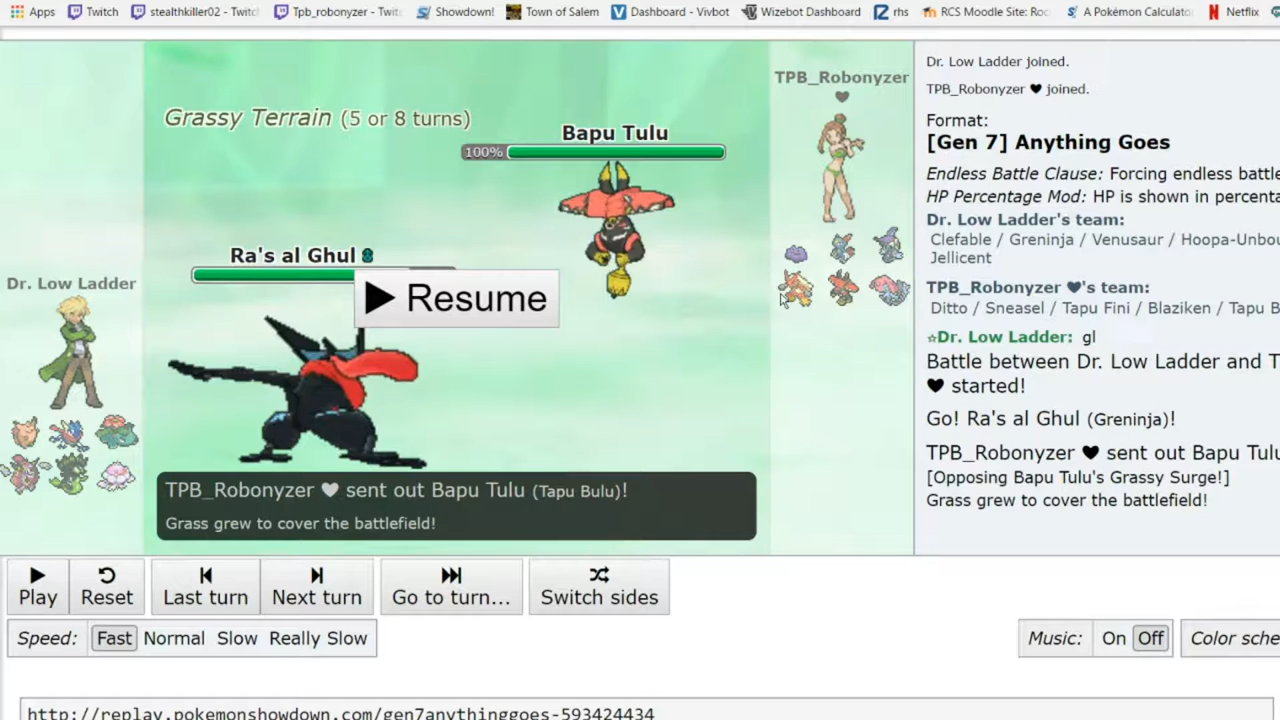 Apps Twitch stealthkiller02 - Twitc Tpb_robonyzer - Twitc Showdown! Town of Salem Dashboard - Vivbot Wizebot Dashboard rhs RCS Moodle Site: Roc A Pokémon Calculato Netflix
Grassy Terrain (5 or 8 turns)
Bapu Tulu
100%
Ra's al Ghul
Resume
Dr. Low Ladder
TPB_Robonyzer ♥ sent out Bapu Tulu (Tapu Bulu)!
Grass grew to cover the battlefield!
TPB_Robonyzer
♥
Dr. Low Ladder joined.
TPB_Robonyzer ♥ joined.
Format:
[Gen 7] Anything Goes
Endless Battle Clause: Forcing endless battle
HP Percentage Mod: HP is shown in percenta
Dr. Low Ladder's team:
Clefable / Greninja / Venusaur / Hoopa-Unbou
Jellicent
TPB_Robonyzer ♥'s team:
Ditto / Sneasel / Tapu Fini / Blaziken / Tapu B
☆Dr. Low Ladder: gl
Battle between Dr. Low Ladder and T
♥ started!
Go! Ra's al Ghul (Greninja)!
TPB_Robonyzer ♥ sent out Bapu Tulu
[Opposing Bapu Tulu's Grassy Surge!]
Grass grew to cover the battlefield!
Play Reset Last turn Next turn Go to turn... Switch sides
Speed: Fast Normal Slow Really Slow
Music: On Off Color sche
http://replay.pokemonshowdown.com/gen7anythinggoes-593424434